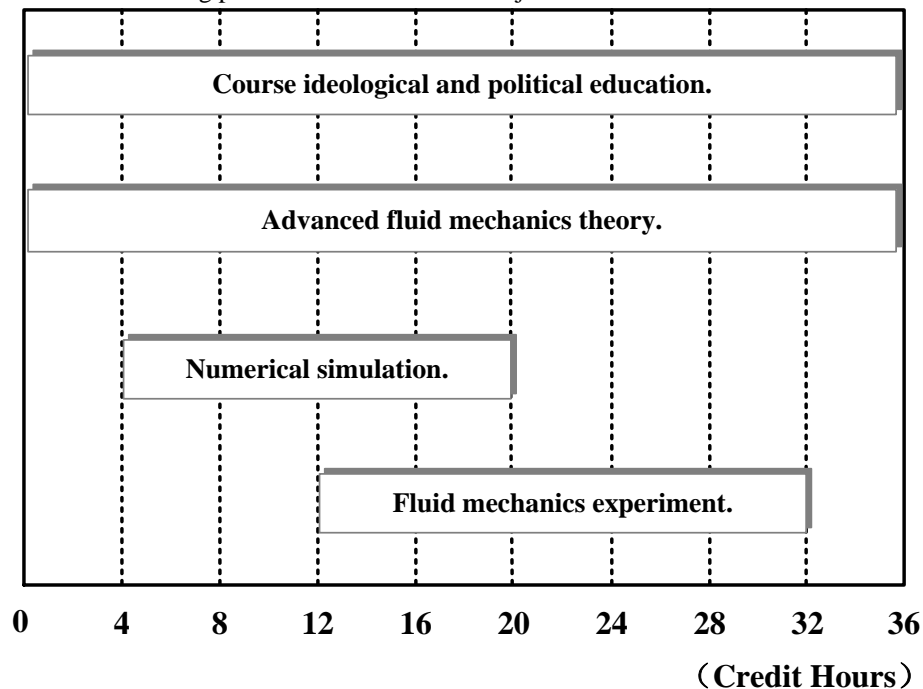 Course ideological and political education.
Advanced fluid mechanics theory.
Numerical simulation.
Fluid mechanics experiment.
0 4 8 12 16 20 24 28 32 36
（Credit Hours）